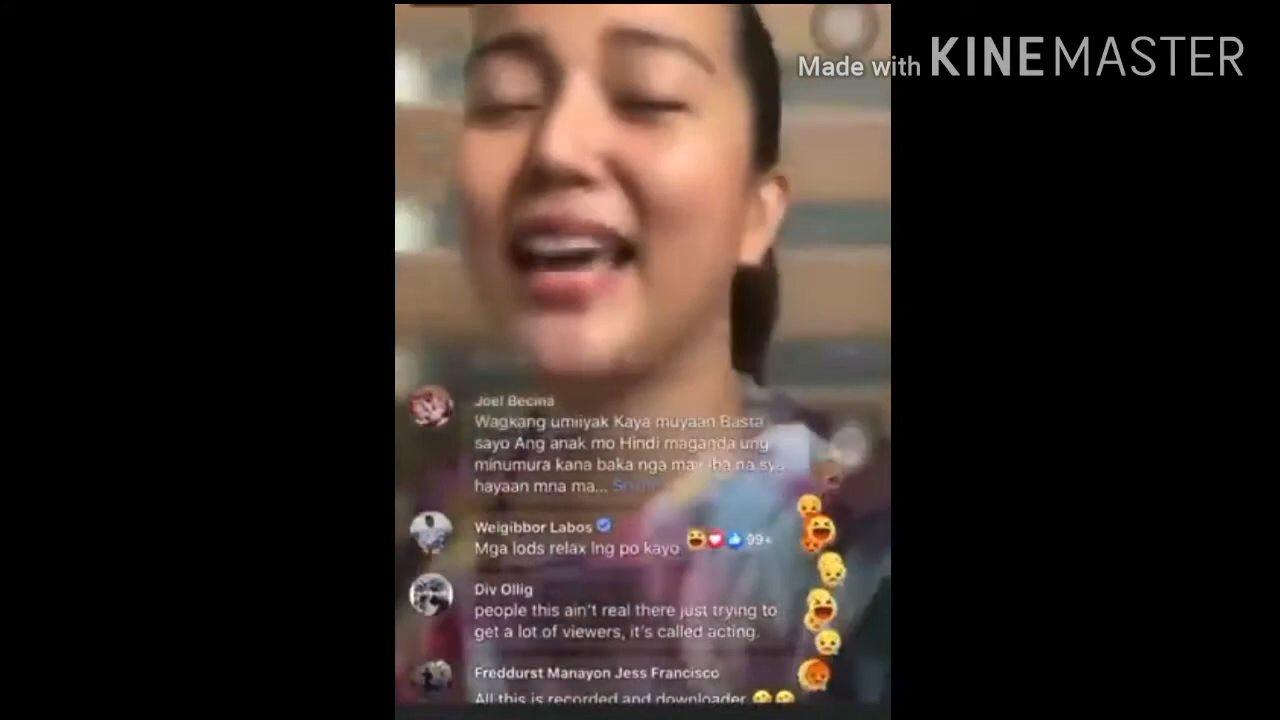 Made with KINEMASTER
Joel Becina
Wagkang umiiyak Kaya muyaan Basta
sayo Ang anak mo Hindi maganda ung
minumura kana baka nga may iba na sya
hayaan mna ma...
Weigibbor Labos
Mga lods relax lng po kayo 99+
Div Ollig
people this ain't real there just trying to
get a lot of viewers, it's called acting.
Freddurst Manayon Jess Francisco
All this is recorded and downloader